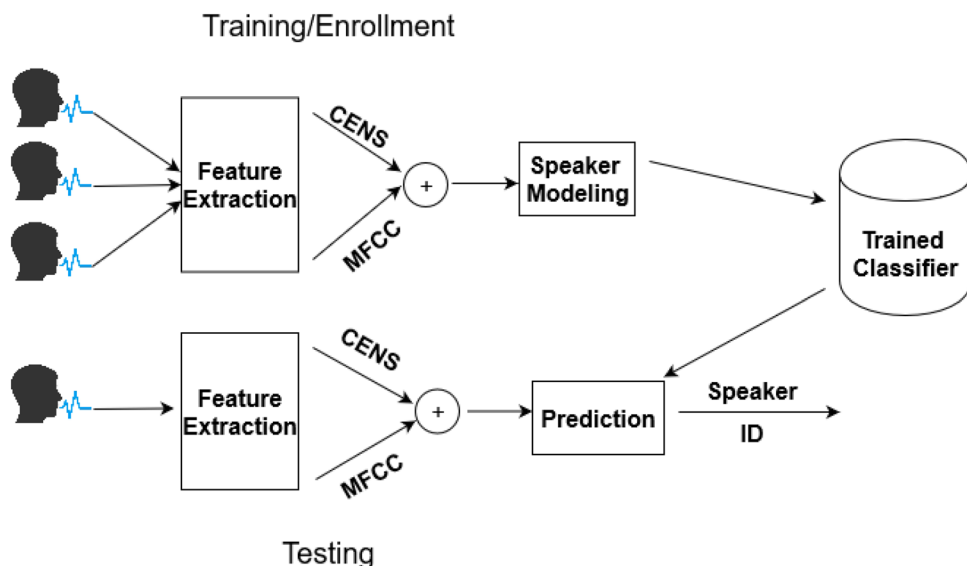 Training/Enrollment
Feature
Extraction
CENS
MFCC
+
Speaker
Modeling
Trained
Classifier
Feature
Extraction
CENS
MFCC
+
Prediction
Speaker
ID
Testing